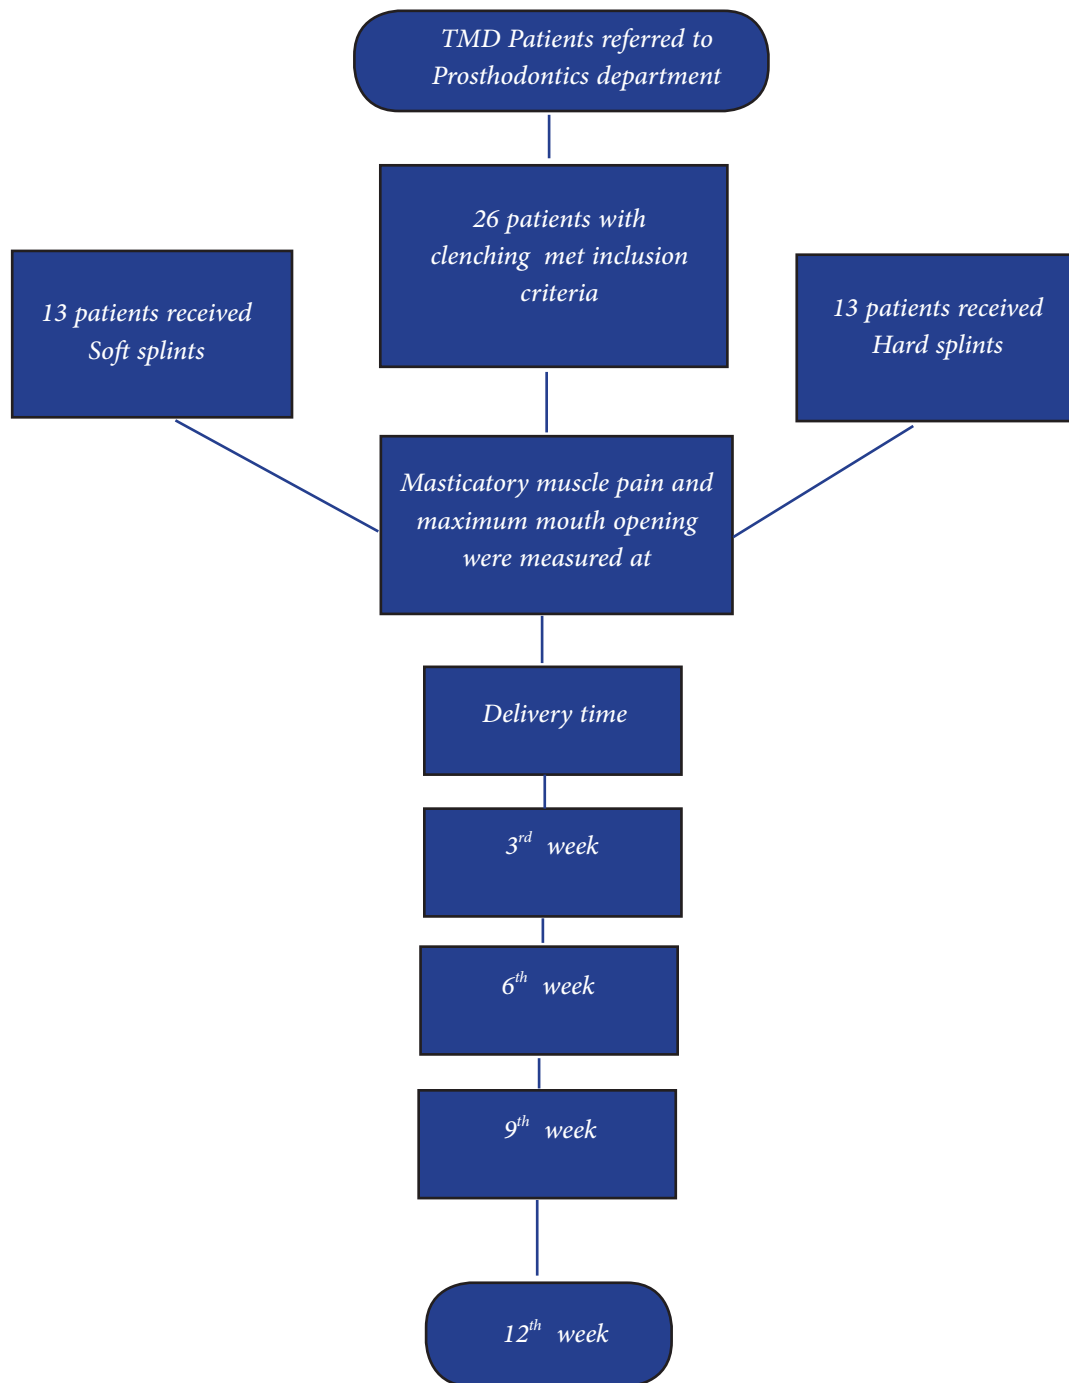 TMD Patients referred to
Prosthodontics department
26 patients with
clenching met inclusion
criteria
13 patients received
Soft splints
13 patients received
Hard splints
Masticatory muscle pain and
maximum mouth opening
were measured at
Delivery time
3rd week
6th week
9th week
12th week